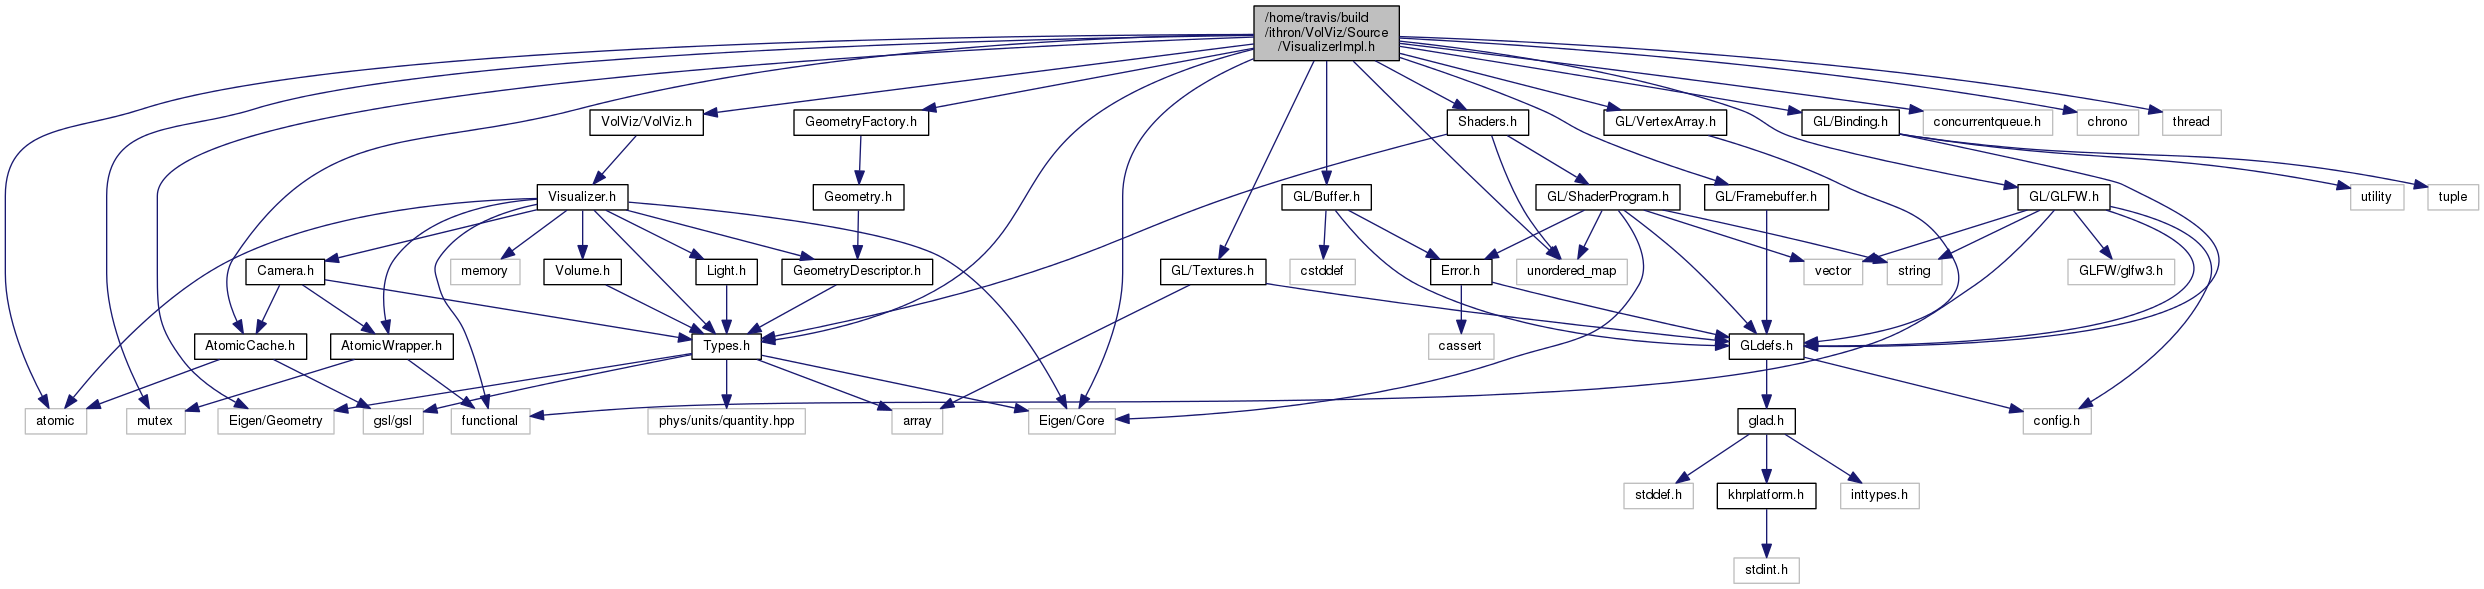 /home/travis/build
/ithron/VolViz/Source
/VisualizerImpl.h
VolViz/VolViz.h
GeometryFactory.h
Shaders.h
GL/VertexArray.h
GL/Binding.h
concurrentqueue.h
chrono
thread
Visualizer.h
Geometry.h
GL/Buffer.h
GL/ShaderProgram.h
GL/Framebuffer.h
GL/GLFW.h
utility
tuple
Camera.h
memory
Volume.h
Light.h
GeometryDescriptor.h
GL/Textures.h
cstddef
Error.h
unordered_map
vector
string
GLFW/glfw3.h
AtomicCache.h
AtomicWrapper.h
Types.h
cassert
GLdefs.h
atomic
mutex
Eigen/Geometry
gsl/gsl
functional
phys/units/quantity.hpp
array
Eigen/Core
glad.h
config.h
stddef.h
khrplatform.h
inttypes.h
stdint.h